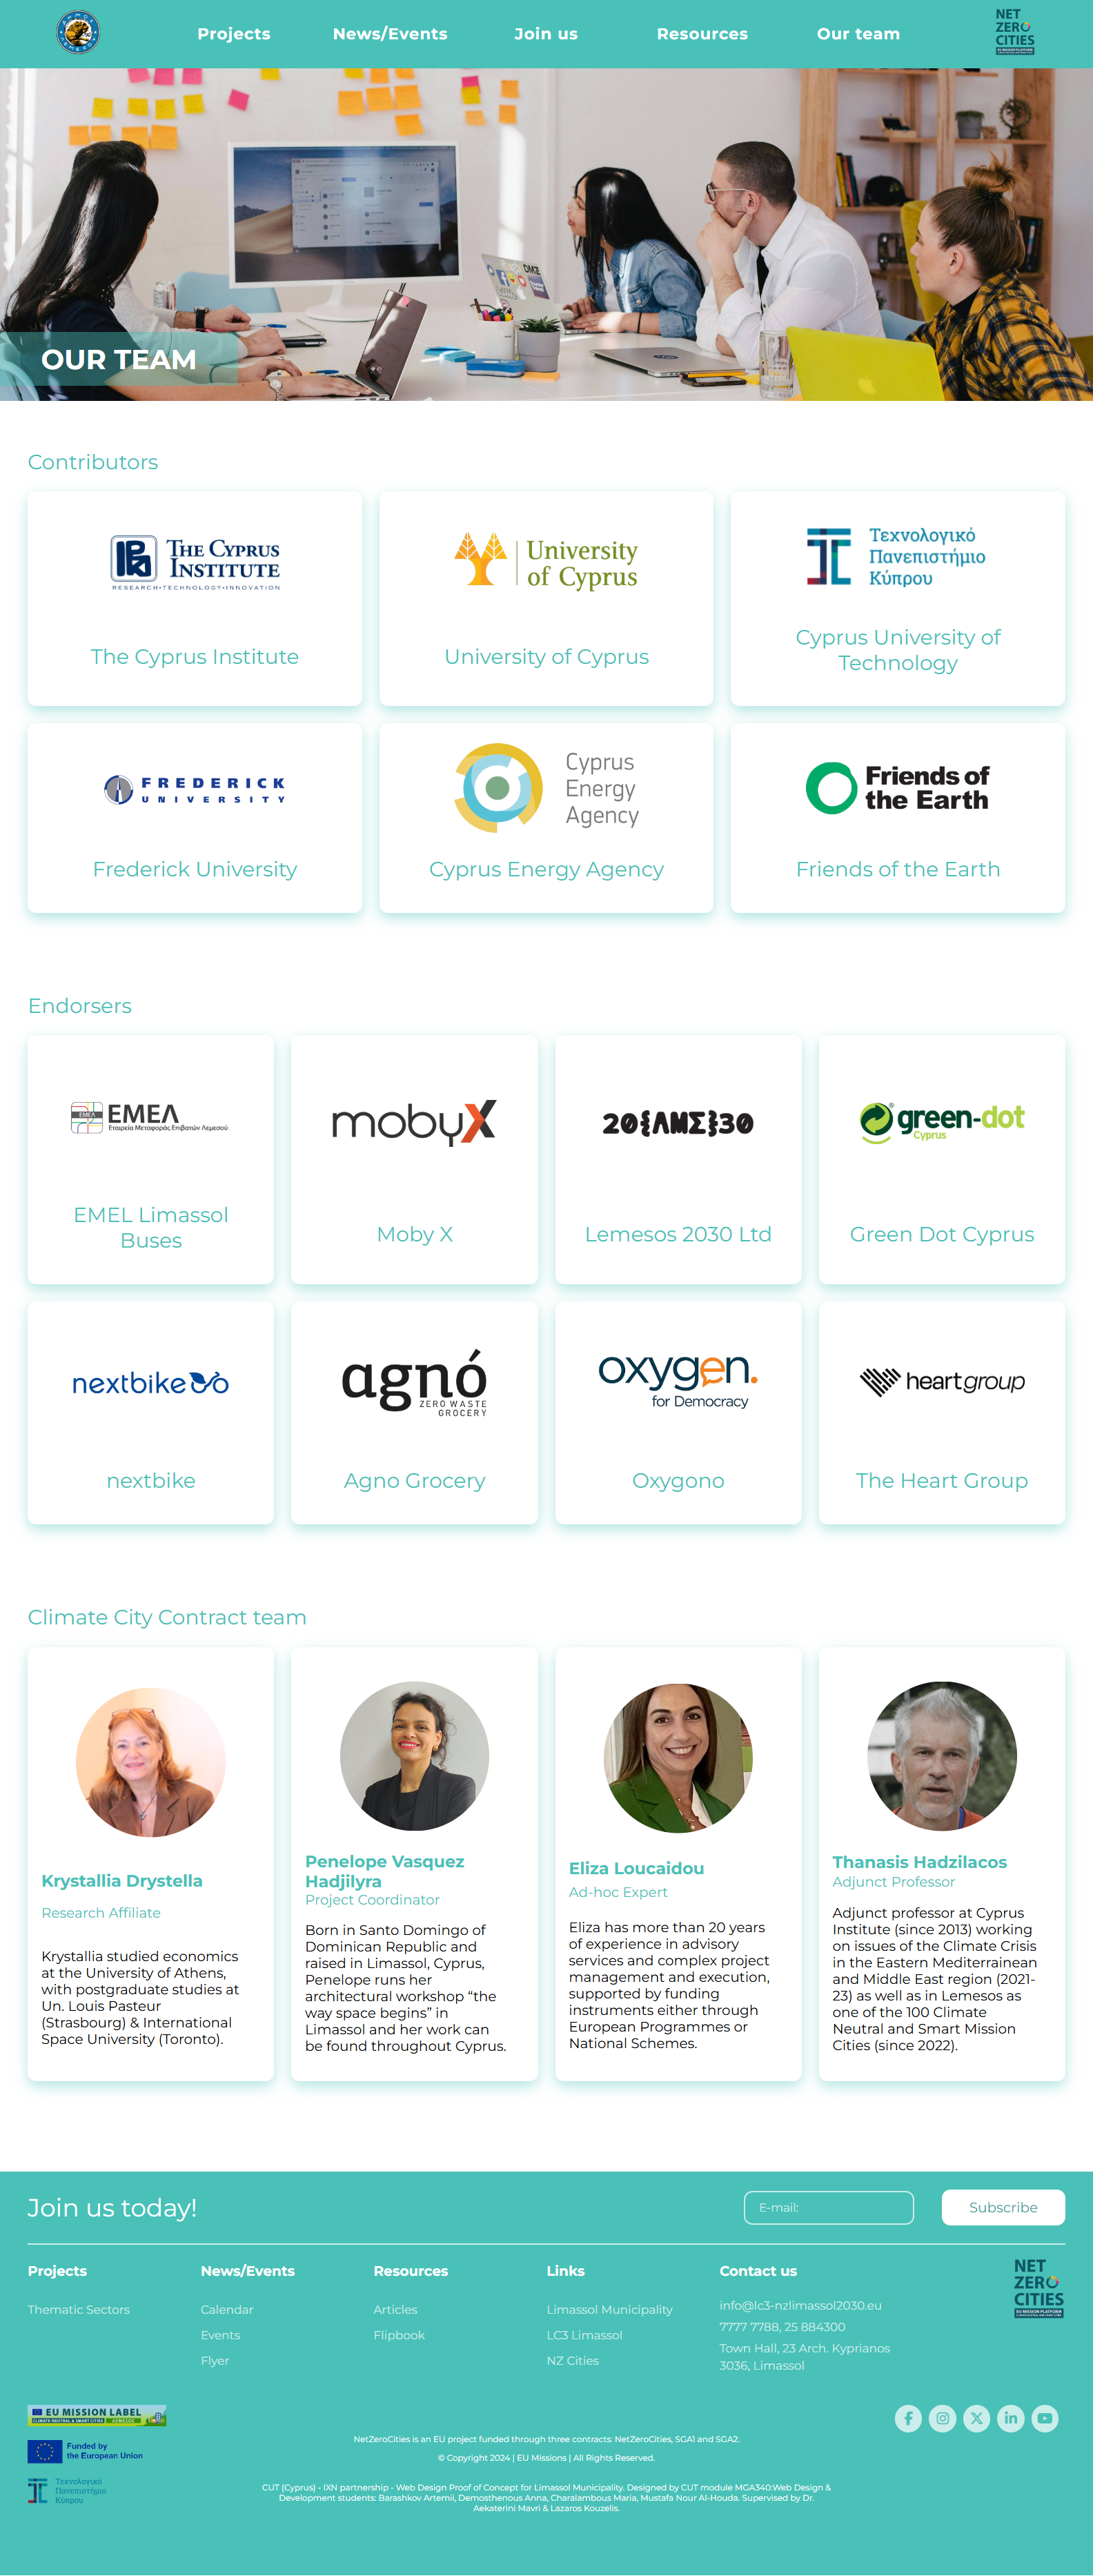 Projects
News/Events
Join us
Resources
Our team
NET
ZERO
CITIES
EU MISSION PLATFORM
OUR TEAM
Contributors
THE CYPRUS
INSTITUTE
RESEARCH•TECHNOLOGY•INNOVATION
The Cyprus Institute
University
of Cyprus
University of Cyprus
Τεχνολογικό
Πανεπιστήμιο
Κύπρου
Cyprus University of
Technology
FREDERICK
UNIVERSITY
Frederick University
Cyprus
Energy
Agency
Cyprus Energy Agency
Friends of
the Earth
Friends of the Earth
Endorsers
ΕΜΕΛ
ΕΜΕΛ
Εταιρεία Μεταφοράς Επιβατών Λεμεσού
EMEL Limassol
Buses
mobyX
Moby X
20{ΛΜΣ}30
Lemesos 2030 Ltd
green-dot
Cyprus
Green Dot Cyprus
nextbike
nextbike
agnó
ZERO WASTE
GROCERY
Agno Grocery
oxygen.
for Democracy
Oxygono
heartgroup
The Heart Group
Climate City Contract team
Krystallia Drystella
Research Affiliate
Krystallia studied economics
at the University of Athens,
with postgraduate studies at
Un. Louis Pasteur
(Strasbourg) & International
Space University (Toronto).
Penelope Vasquez
Hadjilyra
Project Coordinator
Born in Santo Domingo of
Dominican Republic and
raised in Limassol, Cyprus,
Penelope runs her
architectural workshop “the
way space begins” in
Limassol and her work can
be found throughout Cyprus.
Eliza Loucaidou
Ad-hoc Expert
Eliza has more than 20 years
of experience in advisory
services and complex project
management and execution,
supported by funding
instruments either through
European Programmes or
National Schemes.
Thanasis Hadzilacos
Adjunct Professor
Adjunct professor at Cyprus
Institute (since 2013) working
on issues of the Climate Crisis
in the Eastern Mediterranean
and Middle East region (2021-
23) as well as in Lemesos as
one of the 100 Climate
Neutral and Smart Mission
Cities (since 2022).
Join us today!
E-mail:
Subscribe
Projects
Thematic Sectors
News/Events
Calendar
Events
Flyer
Resources
Articles
Flipbook
Links
Limassol Municipality
LC3 Limassol
NZ Cities
Contact us
info@lc3-nzlimassol2030.eu
7777 7788, 25 884300
Town Hall, 23 Arch. Kyprianos
3036, Limassol
NET
ZERO
CITIES
EU MISSION PLATFORM
EU MISSION LABEL
CLIMATE-NEUTRAL & SMART CITIES
ΛΕΜΕΣΟΣ
Funded by
the European Union
Τεχνολογικό
Πανεπιστήμιο
Κύπρου
NetZeroCities is an EU project funded through three contracts: NetZeroCities, SGA1 and SGA2.
© Copyright 2024 | EU Missions | All Rights Reserved.
CUT (Cyprus) - IXN partnership - Web Design Proof of Concept for Limassol Municipality. Designed by CUT module MGA340:Web Design &
Development students: Barashkov Artemii, Demosthenous Anna, Charalambous Maria, Mustafa Nour Al-Houda. Supervised by Dr.
Aekaterini Mavri & Lazaros Kouzelis.